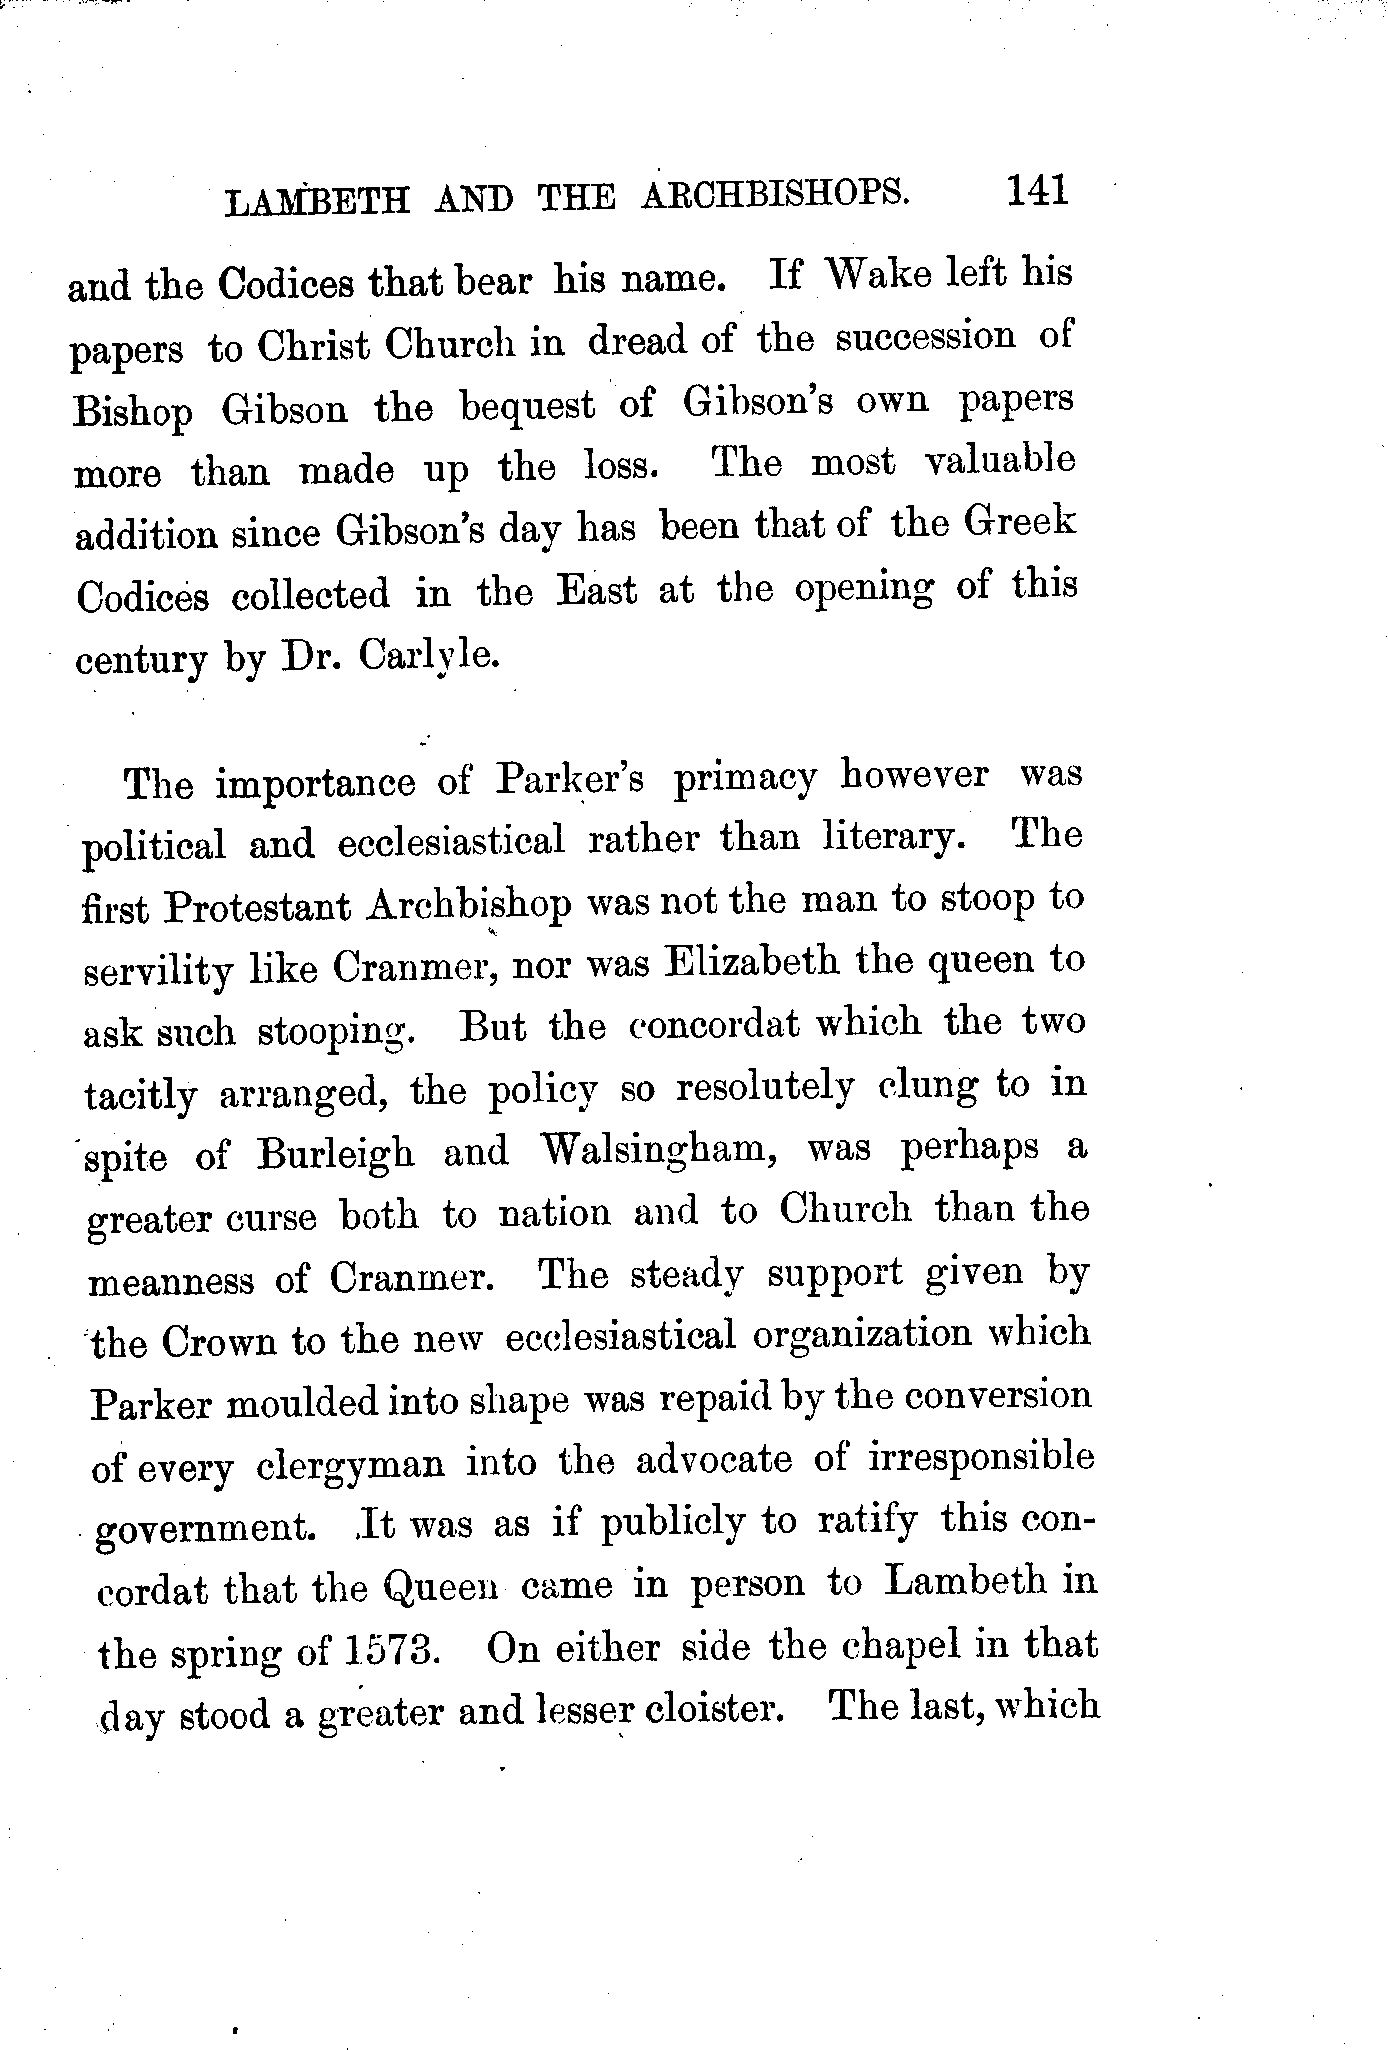 LAMBETH AND THE ARCHBISHOPS. 141
and the Codices that bear his name. If Wake left his
papers to Christ Church in dread of the succession of
Bishop Gibson the bequest of Gibson's own papers
more than made up the loss. The most valuable
addition since Gibson's day has been that of the Greek
Codices collected in the East at the opening of this
century by Dr. Carlyle.
The importance of Parker's primacy however was
political and ecclesiastical rather than literary. The
first Protestant Archbishop was not the man to stoop to
servility like Cranmer, nor was Elizabeth the queen to
ask such stooping. But the concordat which the two
tacitly arranged, the policy so resolutely clung to in
spite of Burleigh and Walsingham, was perhaps a
greater curse both to nation and to Church than the
meanness of Cranmer. The steady support given by
the Crown to the new ecclesiastical organization which
Parker moulded into shape was repaid by the conversion
of every clergyman into the advocate of irresponsible
government. It was as if publicly to ratify this con-
cordat that the Queen came in person to Lambeth in
the spring of 1573. On either side the chapel in that
day stood a greater and lesser cloister. The last, which